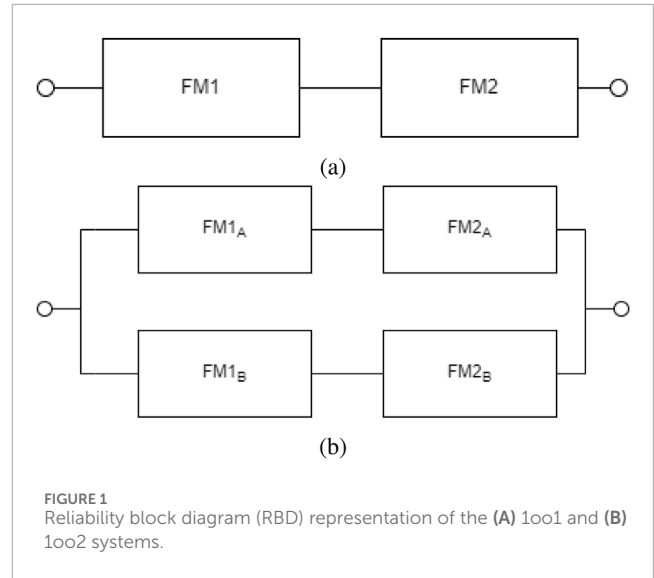 FM1 FM2
(a)
FM1A FM2A
FM1B FM2B
(b)
FIGURE 1
Reliability block diagram (RBD) representation of the (A) 1oo1 and (B)
1oo2 systems.